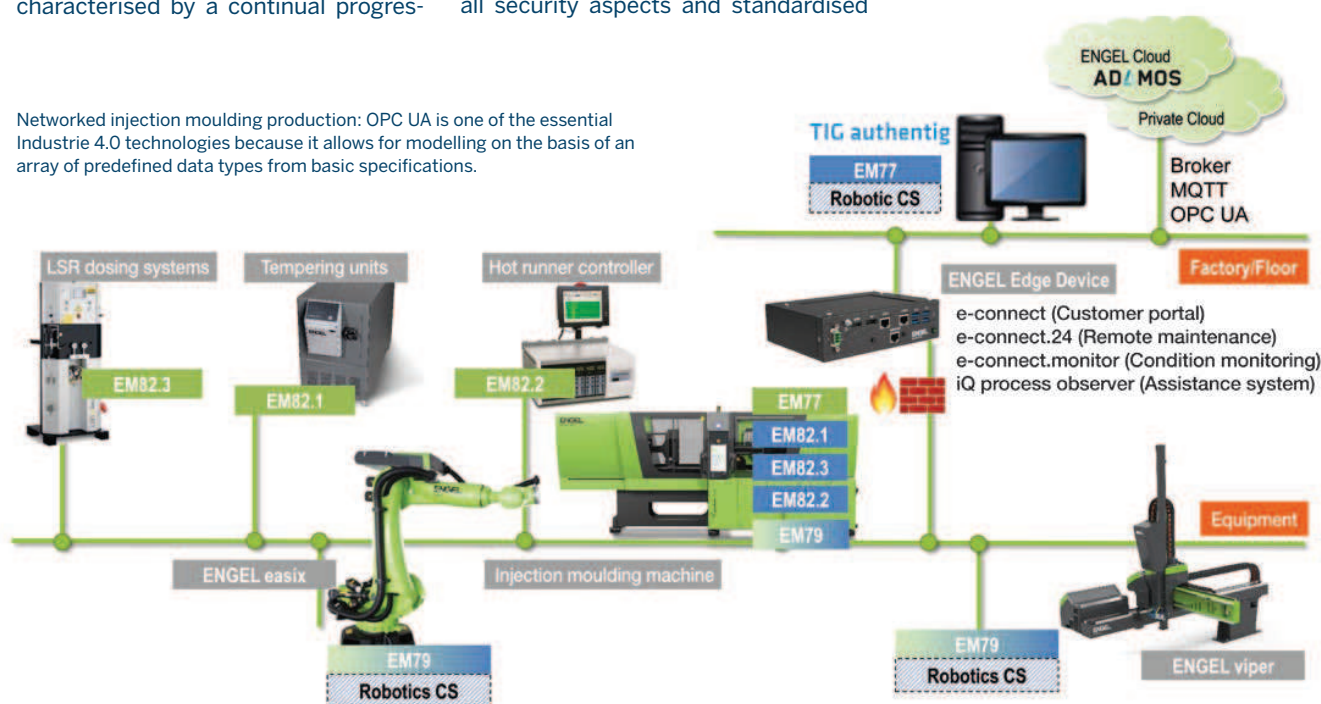 characterised by a continual progres-
all security aspects and standardised
Networked injection moulding production: OPC UA is one of the essential
Industrie 4.0 technologies because it allows for modelling on the basis of an
array of predefined data types from basic specifications.
ENGEL Cloud
ADAMOS
Private Cloud
TIG authentig
EM77
Robotic CS
Broker
MQTT
OPC UA
Factory/Floor
LSR dosing systems
Tempering units
Hot runner controller
ENGEL Edge Device
e-connect (Customer portal)
e-connect.24 (Remote maintenance)
e-connect.monitor (Condition monitoring)
iQ process observer (Assistance system)
EM82.3
EM82.1
EM82.2
EM77
EM82.1
EM82.3
EM82.2
EM79
ENGEL
ENGEL
Equipment
ENGEL easix
Injection moulding machine
EM79
Robotics CS
EM79
Robotics CS
ENGEL viper